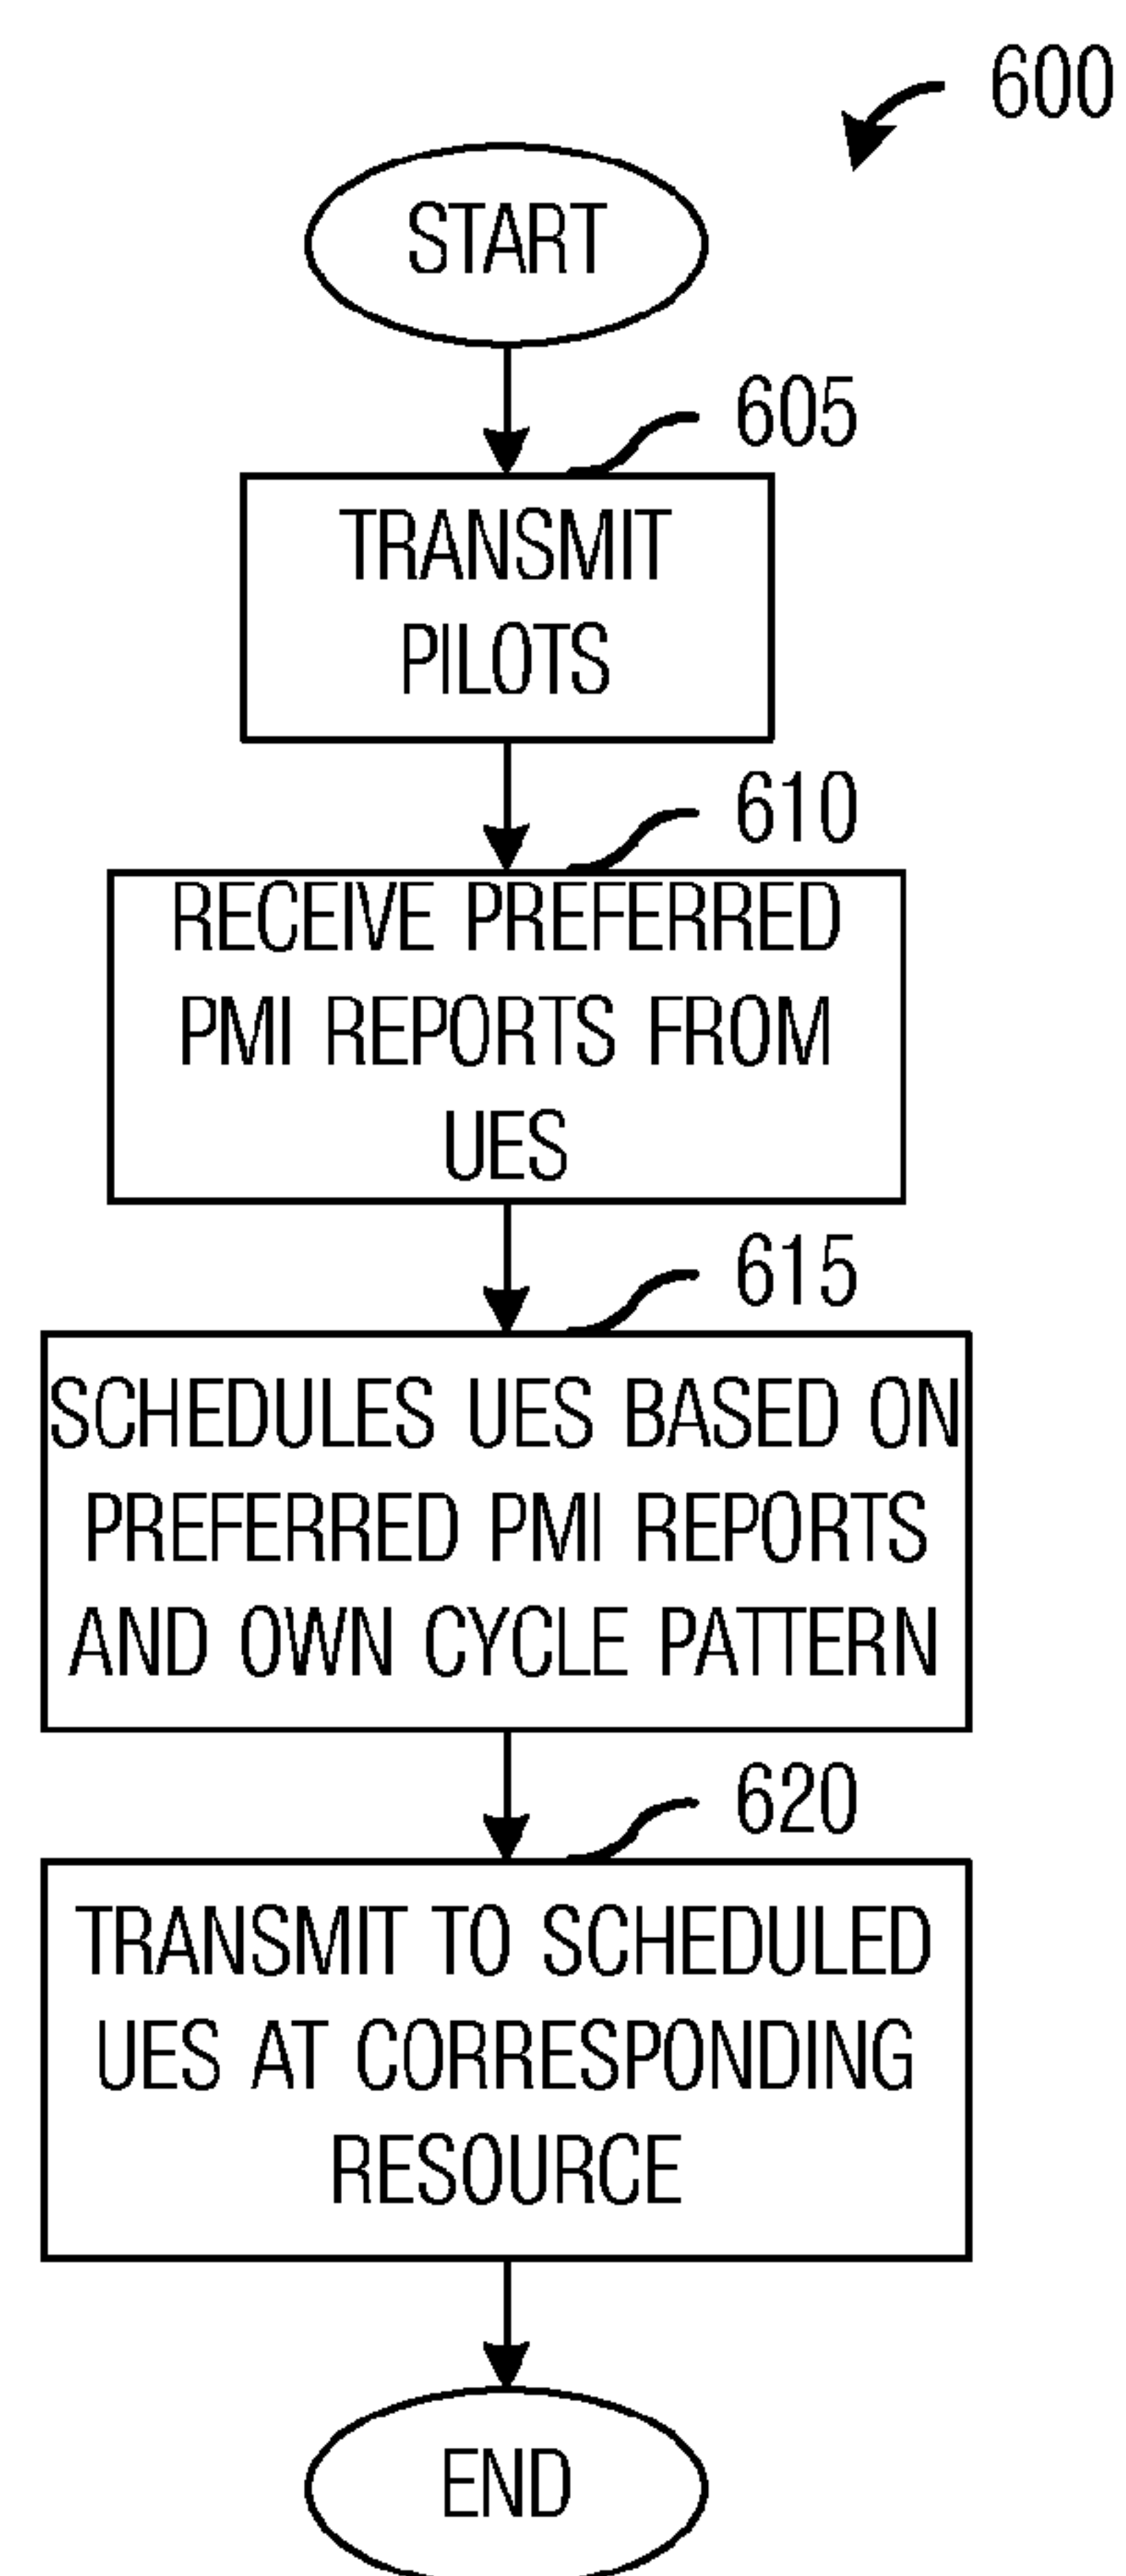 600
START
605
TRANSMIT
PILOTS
610
RECEIVE PREFERRED
PMI REPORTS FROM
UES
615
SCHEDULES UES BASED ON
PREFERRED PMI REPORTS
AND OWN CYCLE PATTERN
620
TRANSMIT TO SCHEDULED
UES AT CORRESPONDING
RESOURCE
END